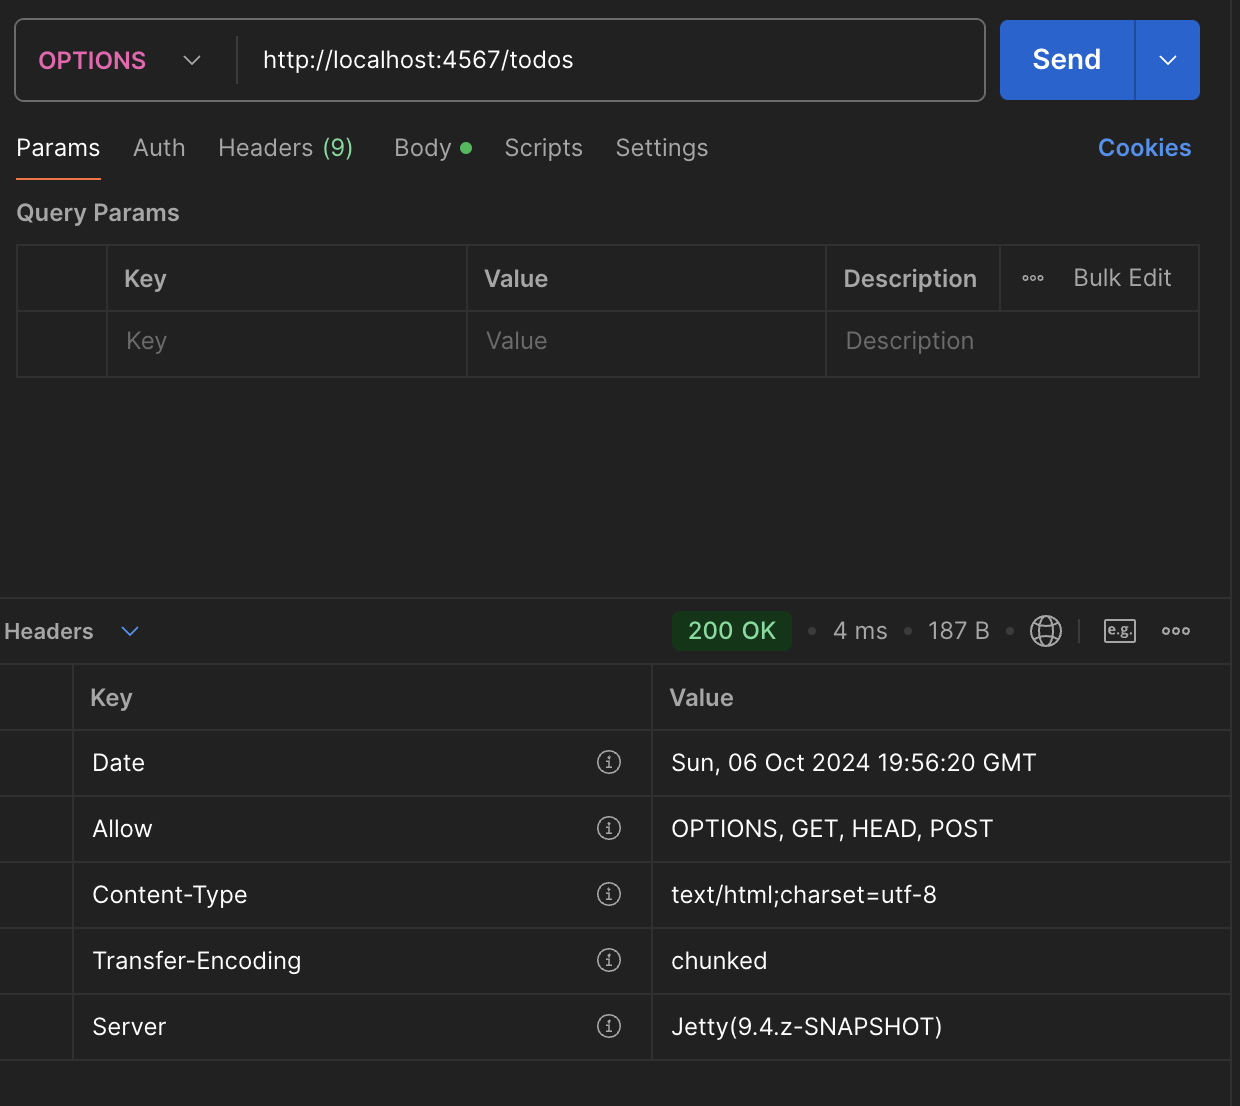 OPTIONS http://localhost:4567/todos Send
Params Auth Headers (9) Body Scripts Settings Cookies
Query Params
Key Value Description Bulk Edit
Key Value Description
Headers 200 OK 4 ms 187 B e.g.
Key Value
Date Sun, 06 Oct 2024 19:56:20 GMT
Allow OPTIONS, GET, HEAD, POST
Content-Type text/html;charset=utf-8
Transfer-Encoding chunked
Server Jetty(9.4.z-SNAPSHOT)